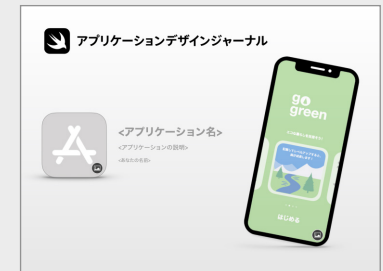 アプリケーションデザインジャーナル
<アプリケーション名>
<アプリケーションの説明>
<あなたの名前>
go
green
はじめる